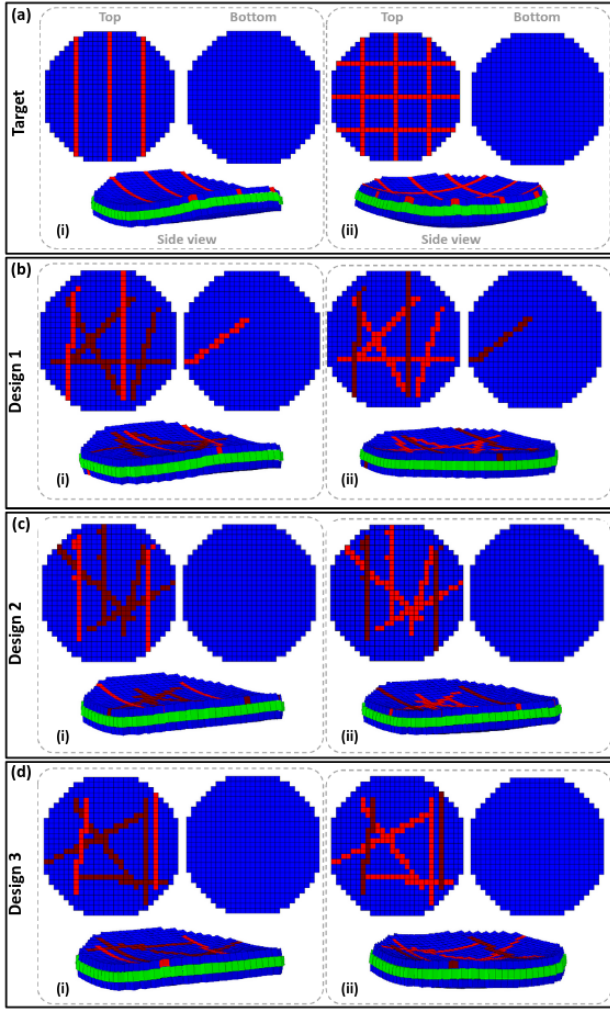 (a)
Top
Bottom
Top
Bottom
Target
(i)
Side view
(ii)
Side view
(b)
Design 1
(i)
(ii)
(c)
Design 2
(i)
(ii)
(d)
Design 3
(i)
(ii)